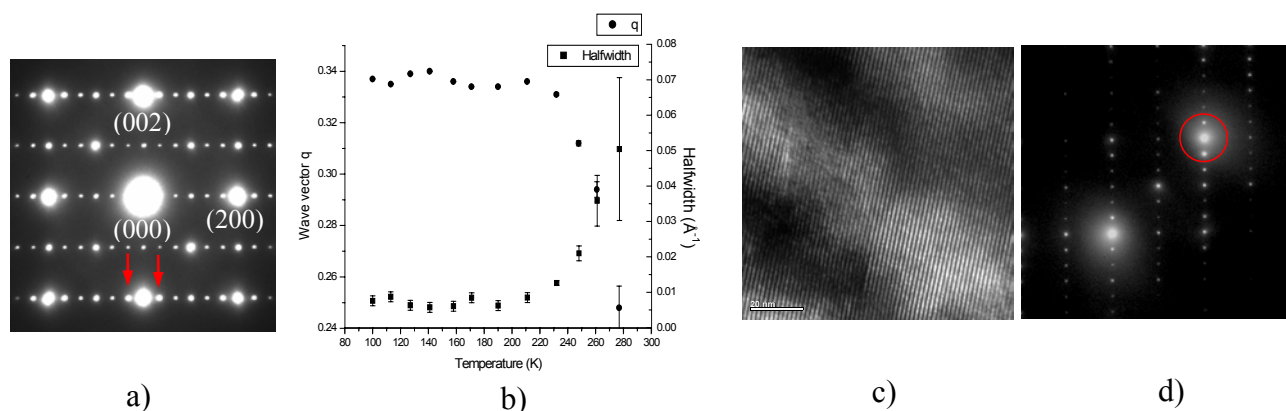 (002)
(000)
(200)
a)
q
Halfwidth
0.34
0.32
0.30
0.28
0.26
0.24
Wave vector q
0.08
0.07
0.06
0.05
0.04
0.03
0.02
0.01
0.00
Halfwidth (Å⁻¹)
80 100 120 140 160 180 200 220 240 260 280 300
Temperature (K)
b)
20 nm
c)
d)